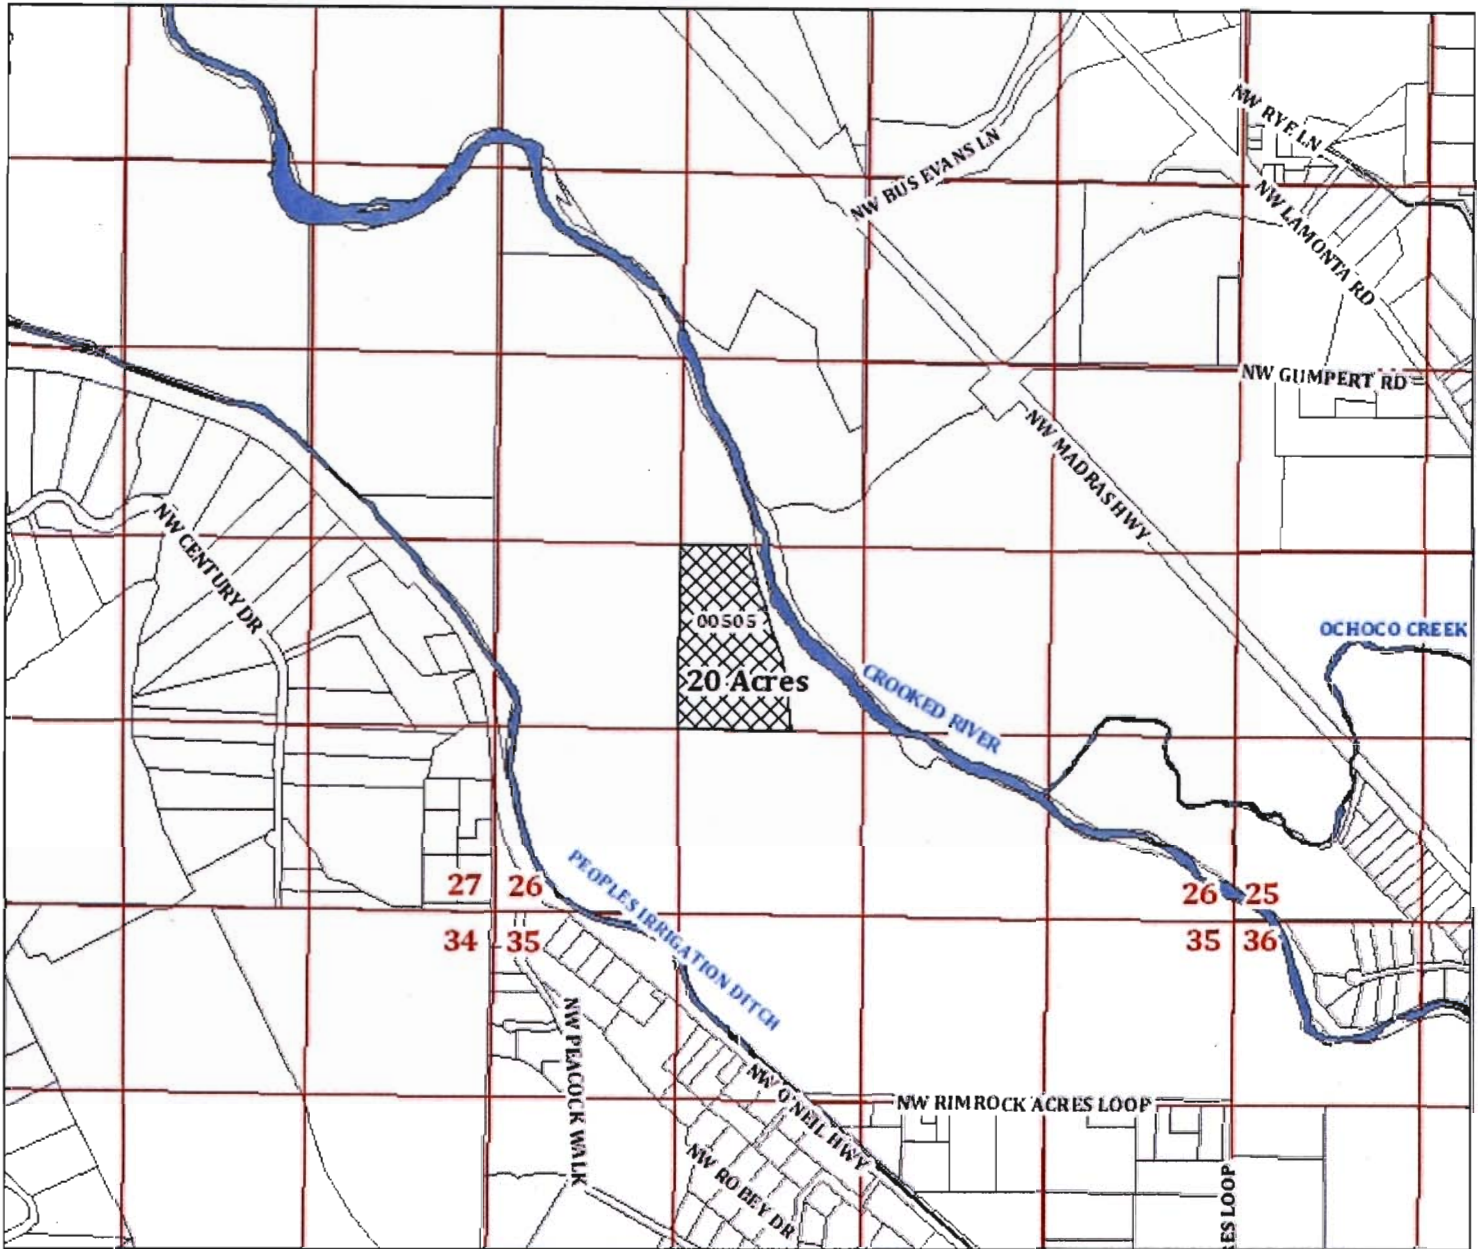 NW RYE LN
NW BUS EVANS LN
NW LAMONTA RD
NW GUMPERT RD
NW MADRAS HWY
NW CENTURY DR
00505
20 Acres
OCHOCO CREEK
CROOKED RIVER
27 26
26 25
34 35
35 36
PEOPLES IRRIGATION DITCH
NW PEACOCK WALK
NW O'NEIL HWY
NW RIMROCK ACRES LOOP
NW ROBEY DR
RES LOOP